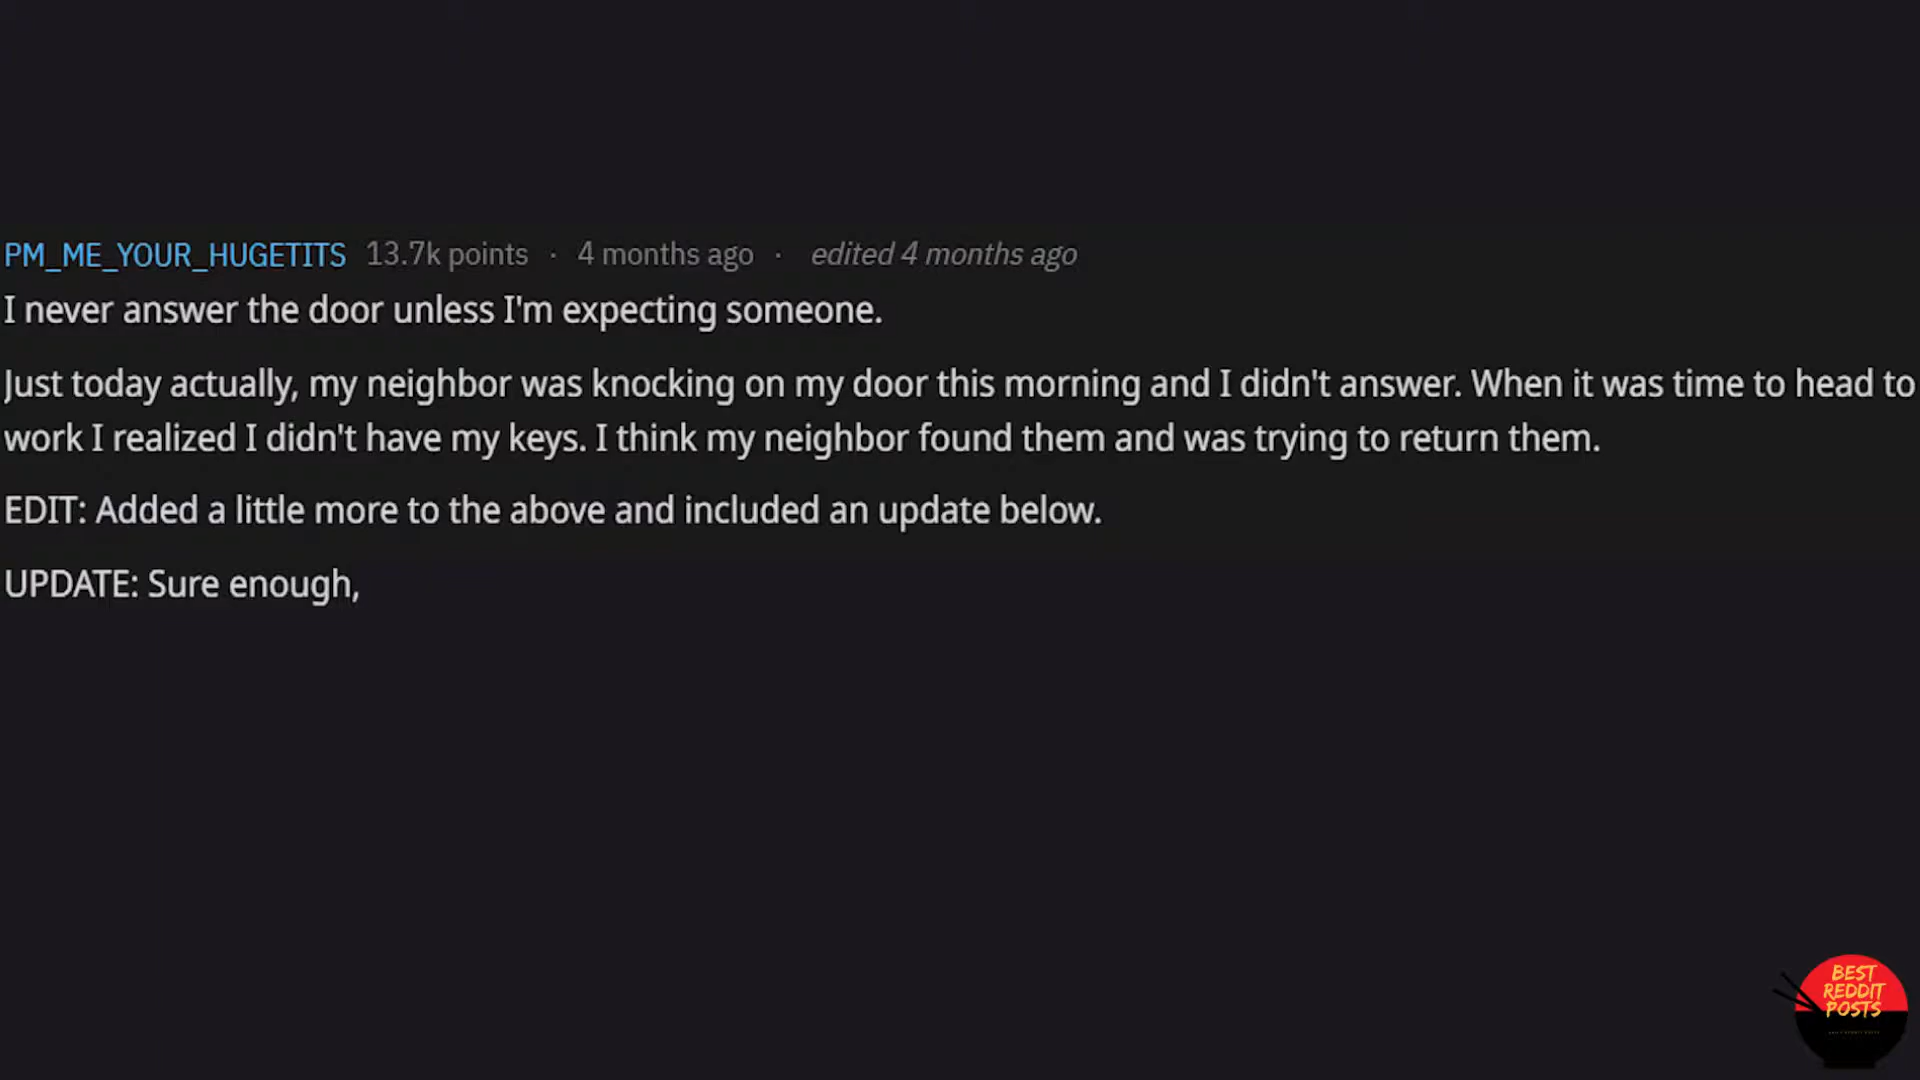 PM_ME_YOUR_HUGETITS 13.7k points · 4 months ago · edited 4 months ago
I never answer the door unless I'm expecting someone.
Just today actually, my neighbor was knocking on my door this morning and I didn't answer. When it was time to head to
work I realized I didn't have my keys. I think my neighbor found them and was trying to return them.
EDIT: Added a little more to the above and included an update below.
UPDATE: Sure enough,
BEST
REDDIT
POSTS